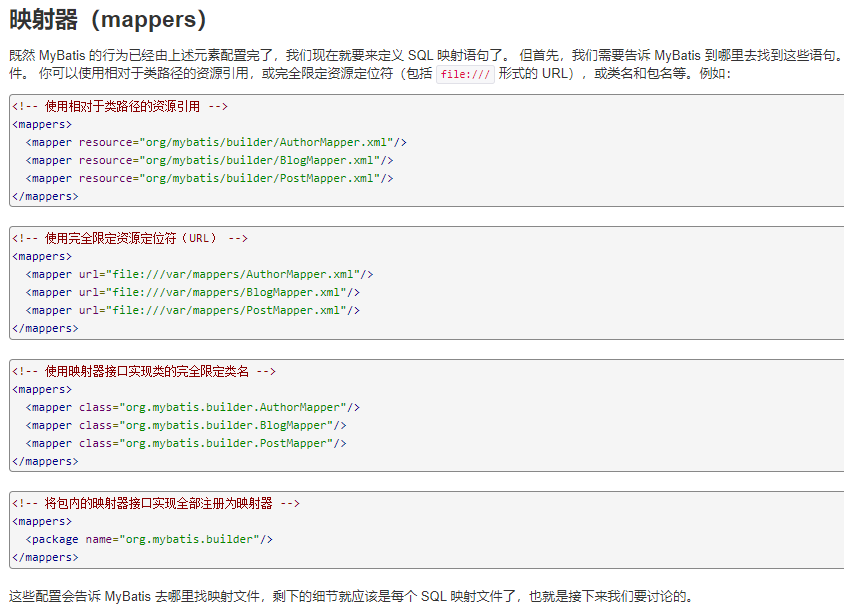 映射器（mappers）
既然 MyBatis 的行为已经由上述元素配置完了，我们现在就要来定义 SQL 映射语句了。 但首先，我们需要告诉 MyBatis 到哪里去找到这些语句。
件。 你可以使用相对于类路径的资源引用，或完全限定资源定位符（包括 file:/// 形式的 URL），或类名和包名等。例如：
<!-- 使用相对于类路径的资源引用 -->
<mappers>
  <mapper resource="org/mybatis/builder/AuthorMapper.xml"/>
  <mapper resource="org/mybatis/builder/BlogMapper.xml"/>
  <mapper resource="org/mybatis/builder/PostMapper.xml"/>
</mappers>
<!-- 使用完全限定资源定位符（URL） -->
<mappers>
  <mapper url="file:///var/mappers/AuthorMapper.xml"/>
  <mapper url="file:///var/mappers/BlogMapper.xml"/>
  <mapper url="file:///var/mappers/PostMapper.xml"/>
</mappers>
<!-- 使用映射器接口实现类的完全限定类名 -->
<mappers>
  <mapper class="org.mybatis.builder.AuthorMapper"/>
  <mapper class="org.mybatis.builder.BlogMapper"/>
  <mapper class="org.mybatis.builder.PostMapper"/>
</mappers>
<!-- 将包内的映射器接口实现全部注册为映射器 -->
<mappers>
  <package name="org.mybatis.builder"/>
</mappers>
这些配置会告诉 MyBatis 去哪里找映射文件，剩下的细节就应该是每个 SQL 映射文件了，也就是接下来我们要讨论的。